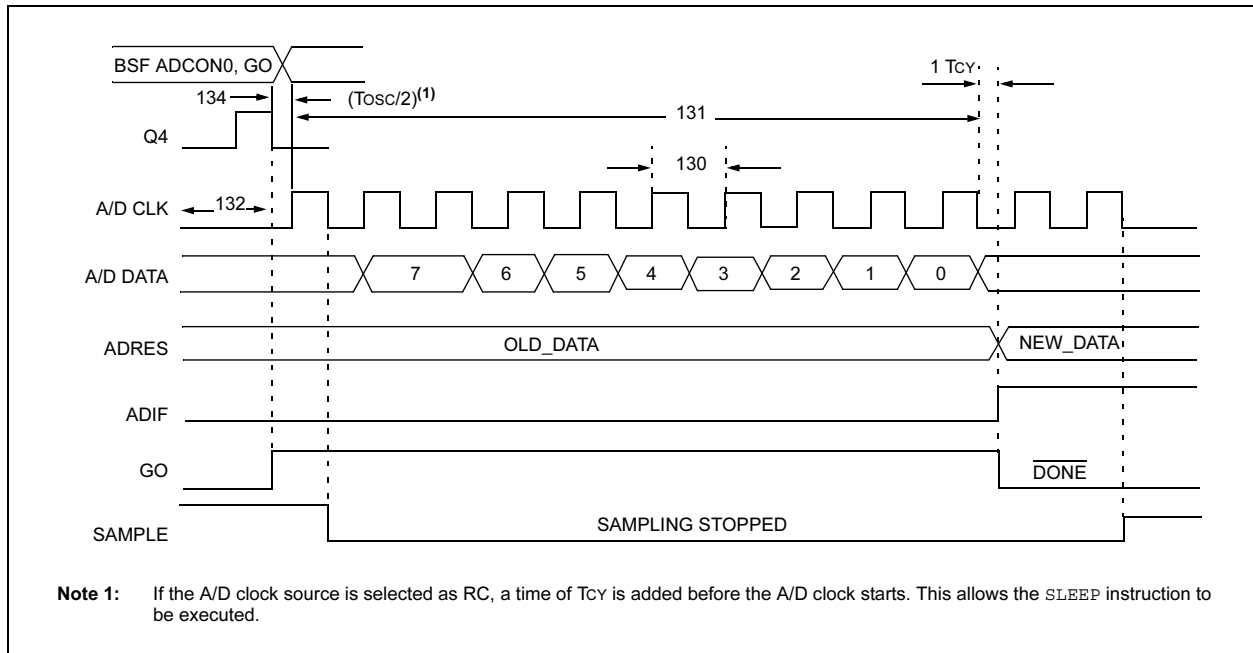 BSF ADCON0, GO
1 TCY
134
(TOSC/2)(1)
131
Q4
130
A/D CLK
132
A/D DATA
7 6 5 4 3 2 1 0
ADRES
OLD_DATA
NEW_DATA
ADIF
GO
DONE
SAMPLE
SAMPLING STOPPED
Note 1: If the A/D clock source is selected as RC, a time of TCY is added before the A/D clock starts. This allows the SLEEP instruction to
be executed.